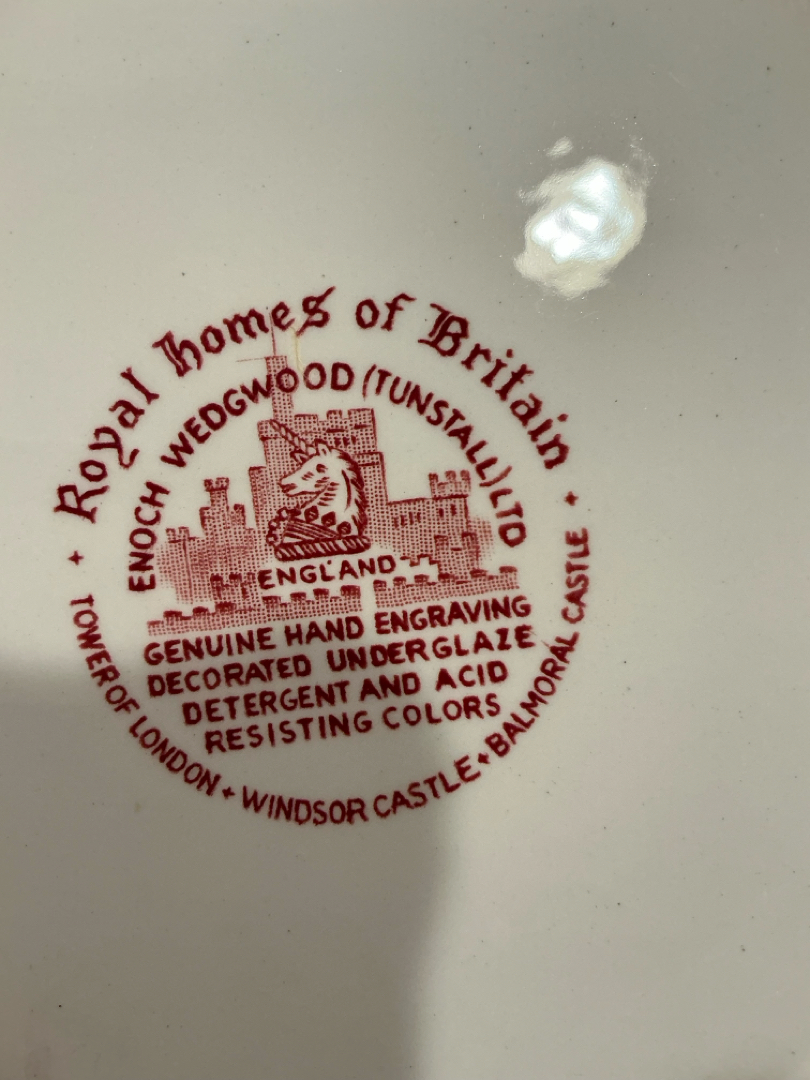 Royal homes of Britain
ENOCH WEDGWOOD (TUNSTALL) LTD
ENGLAND
GENUINE HAND ENGRAVING
DECORATED UNDERGLAZE
DETERGENT AND ACID
RESISTING COLORS
TOWER OF LONDON + WINDSOR CASTLE + BALMORAL CASTLE